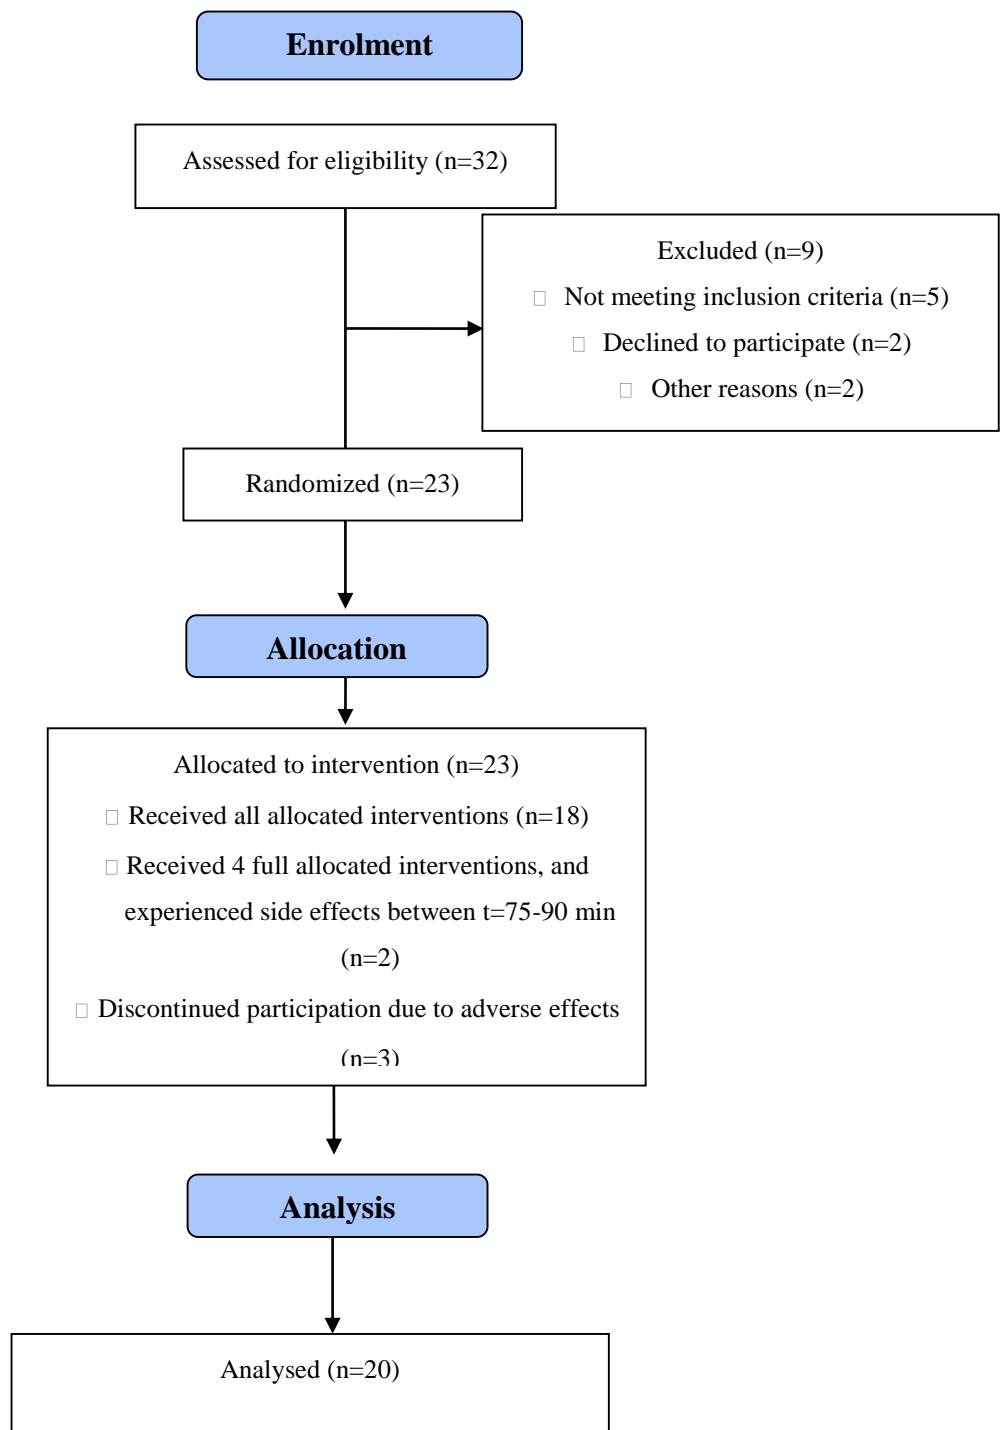 Enrolment
Assessed for eligibility (n=32)
Excluded (n=9)
Not meeting inclusion criteria (n=5)
Declined to participate (n=2)
Other reasons (n=2)
Randomized (n=23)
Allocation
Allocated to intervention (n=23)
Received all allocated interventions (n=18)
Received 4 full allocated interventions, and
experienced side effects between t=75-90 min
(n=2)
Discontinued participation due to adverse effects
(n=3)
Analysis
Analysed (n=20)